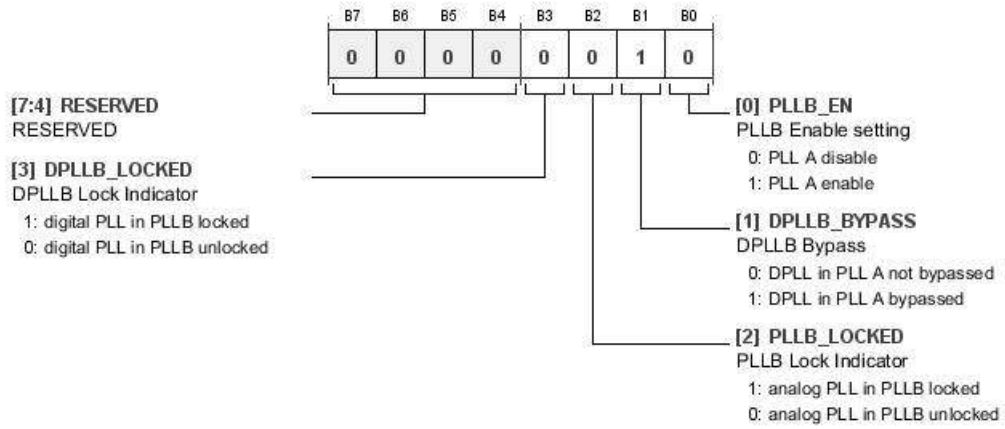 B7 B6 B5 B4 B3 B2 B1 B0
0 0 0 0 0 0 1 0
[7:4] RESERVED
RESERVED
[3] DPLLB_LOCKED
DPLLB Lock Indicator
1: digital PLL in PLLB locked
0: digital PLL in PLLB unlocked
[0] PLLB_EN
PLLB Enable setting
0: PLL A disable
1: PLL A enable
[1] DPLLB_BYPASS
DPLLB Bypass
0: DPLL in PLL A not bypassed
1: DPLL in PLL A bypassed
[2] PLLB_LOCKED
PLLB Lock Indicator
1: analog PLL in PLLB locked
0: analog PLL in PLLB unlocked